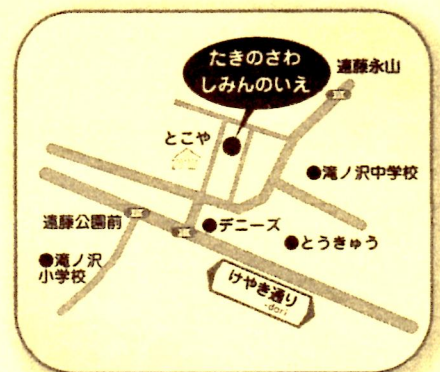 たきのさわ
しみんのいえ
遠藤永山
とこや
滝ノ沢中学校
遠藤公園前
デニーズ
とうきゅう
滝ノ沢
小学校
けやき通り
-dori